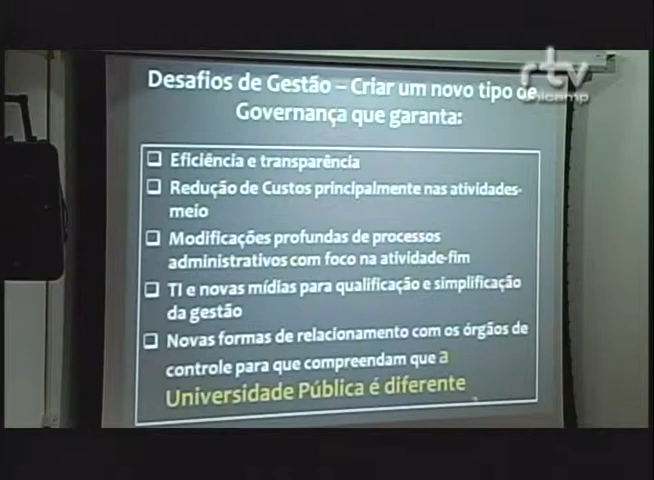 rtv
unicamp
Desafios de Gestão – Criar um novo tipo de
Governança que garanta:
❑ Eficiência e transparência
❑ Redução de Custos principalmente nas atividades-
meio
❑ Modificações profundas de processos
administrativos com foco na atividade-fim
❑ TI e novas mídias para qualificação e simplificação
da gestão
❑ Novas formas de relacionamento com os órgãos de
controle para que compreendam que a
Universidade Pública é diferente